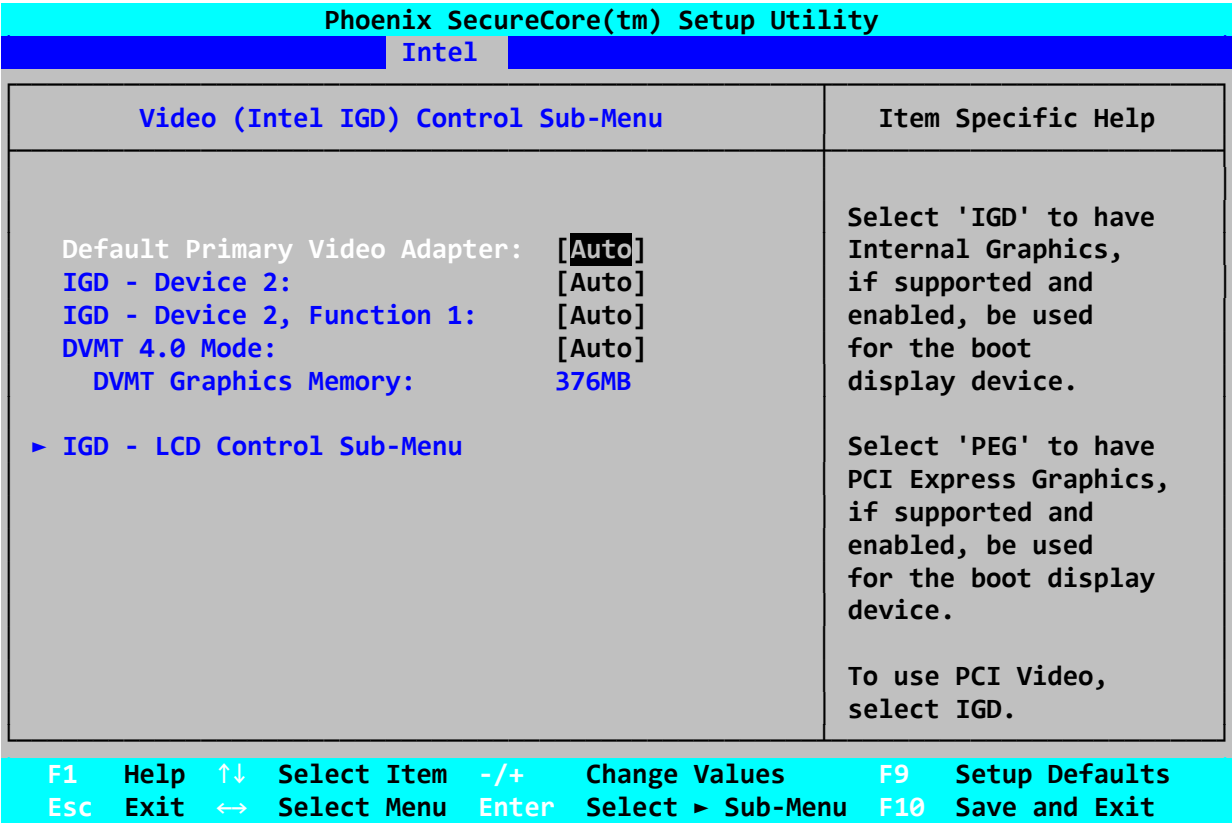 Phoenix SecureCore(tm) Setup Utility
Intel
Video (Intel IGD) Control Sub-Menu
Default Primary Video Adapter: [Auto]
IGD - Device 2: [Auto]
IGD - Device 2, Function 1: [Auto]
DVMT 4.0 Mode: [Auto]
DVMT Graphics Memory: 376MB
► IGD - LCD Control Sub-Menu
Item Specific Help
Select 'IGD' to have
Internal Graphics,
if supported and
enabled, be used
for the boot
display device.
Select 'PEG' to have
PCI Express Graphics,
if supported and
enabled, be used
for the boot display
device.
To use PCI Video,
select IGD.
F1 Help ↑↓ Select Item -/+ Change Values F9 Setup Defaults
Esc Exit ↔ Select Menu Enter Select ► Sub-Menu F10 Save and Exit